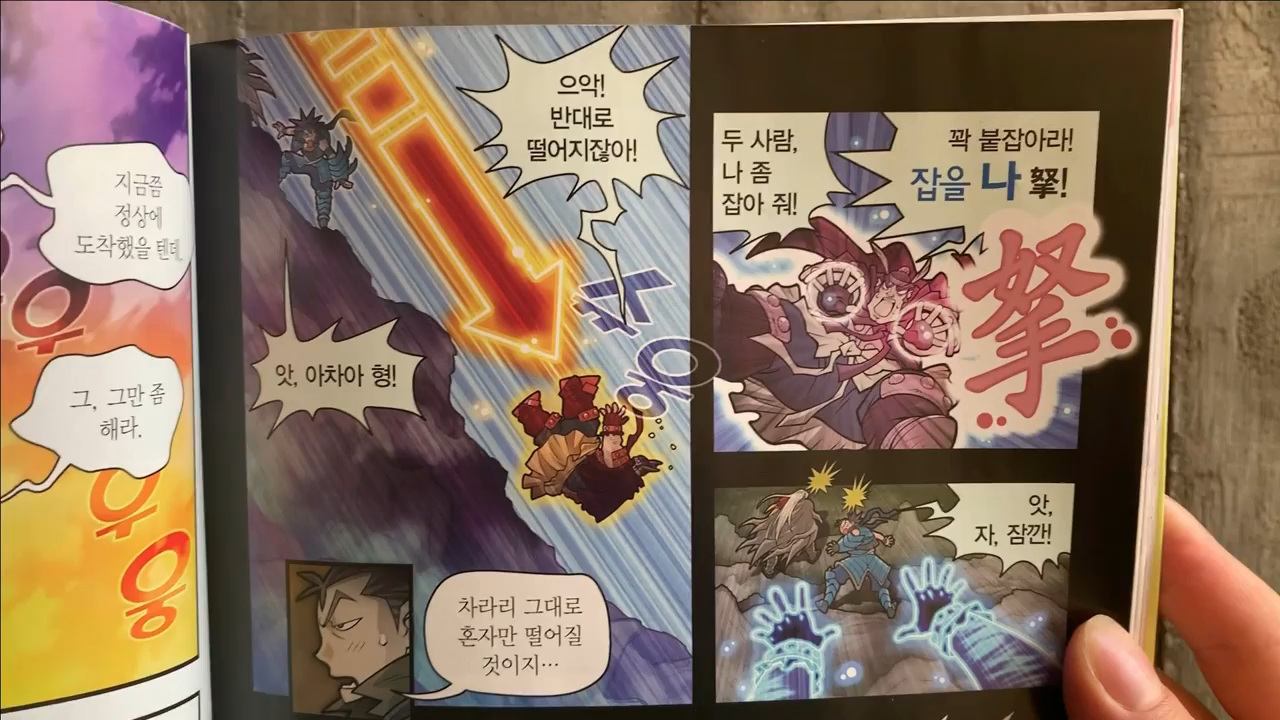 지금쯤
정상에
도착했을 텐데.
그, 그만 좀
해라.
우
우
웅
으악!
반대로
떨어지잖아!
앗, 아차아 형!
슈
웅
차라리 그대로
혼자만 떨어질
것이지…
두 사람,
나 좀
잡아 줘!
꽉 붙잡아라!
잡을 나 拏!
拏
앗,
자, 잠깐!